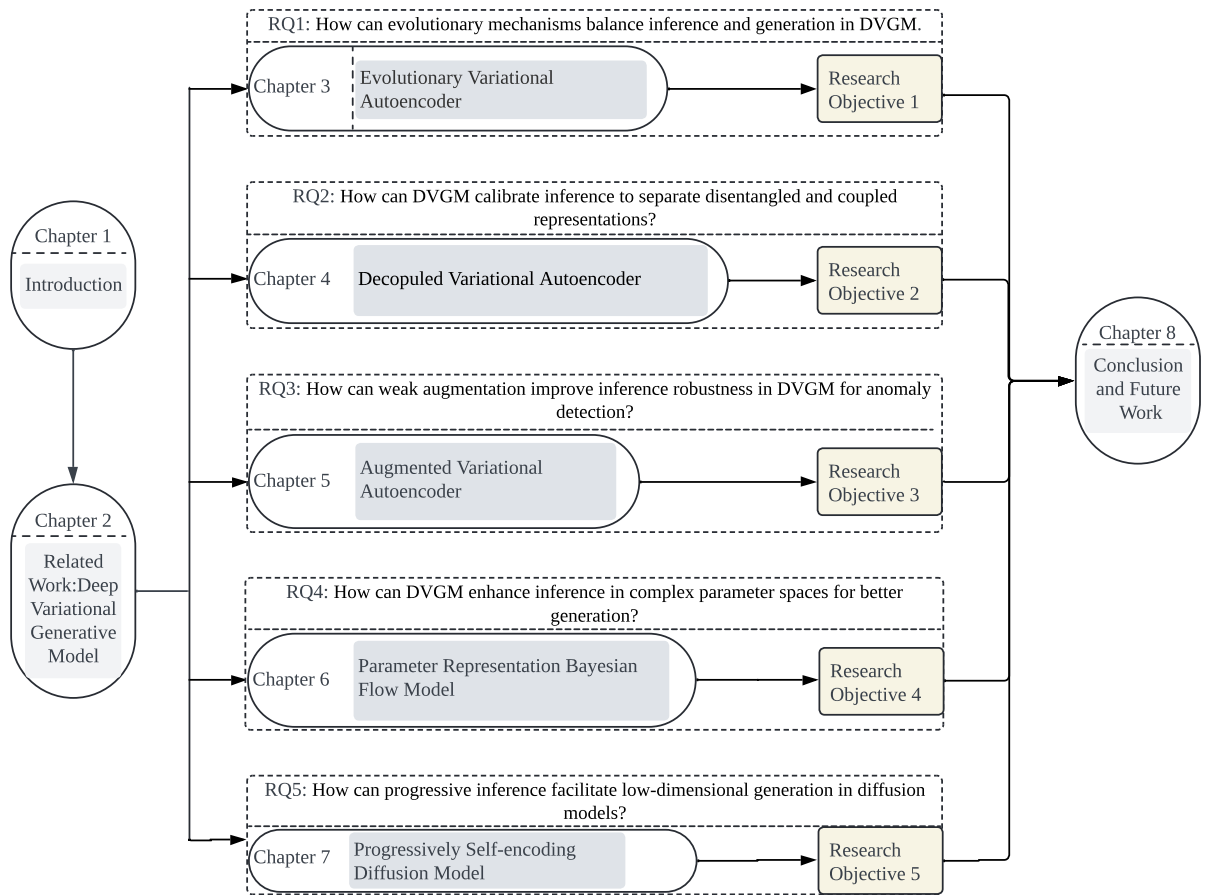 Chapter 1
Introduction
Chapter 2
Related
Work:Deep
Variational
Generative
Model
RQ1: How can evolutionary mechanisms balance inference and generation in DVGM.
Chapter 3
Evolutionary Variational
Autoencoder
Research
Objective 1
RQ2: How can DVGM calibrate inference to separate disentangled and coupled
representations?
Chapter 4
Decopuled Variational Autoencoder
Research
Objective 2
RQ3: How can weak augmentation improve inference robustness in DVGM for anomaly
detection?
Chapter 5
Augmented Variational
Autoencoder
Research
Objective 3
RQ4: How can DVGM enhance inference in complex parameter spaces for better
generation?
Chapter 6
Parameter Representation Bayesian
Flow Model
Research
Objective 4
RQ5: How can progressive inference facilitate low-dimensional generation in diffusion
models?
Chapter 7
Progressively Self-encoding
Diffusion Model
Research
Objective 5
Chapter 8
Conclusion
and Future
Work